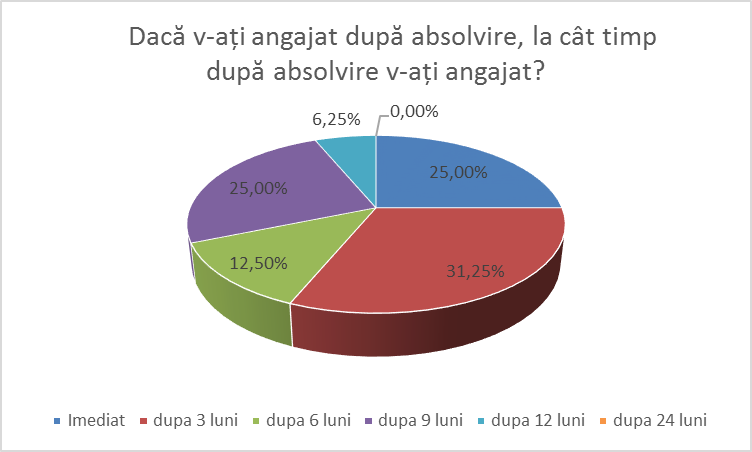 Dacă v-ați angajat după absolvire, la cât timp
după absolvire v-ați angajat?
6,25%
0,00%
25,00%
25,00%
12,50%
31,25%
Imediat dupa 3 luni dupa 6 luni dupa 9 luni dupa 12 luni dupa 24 luni